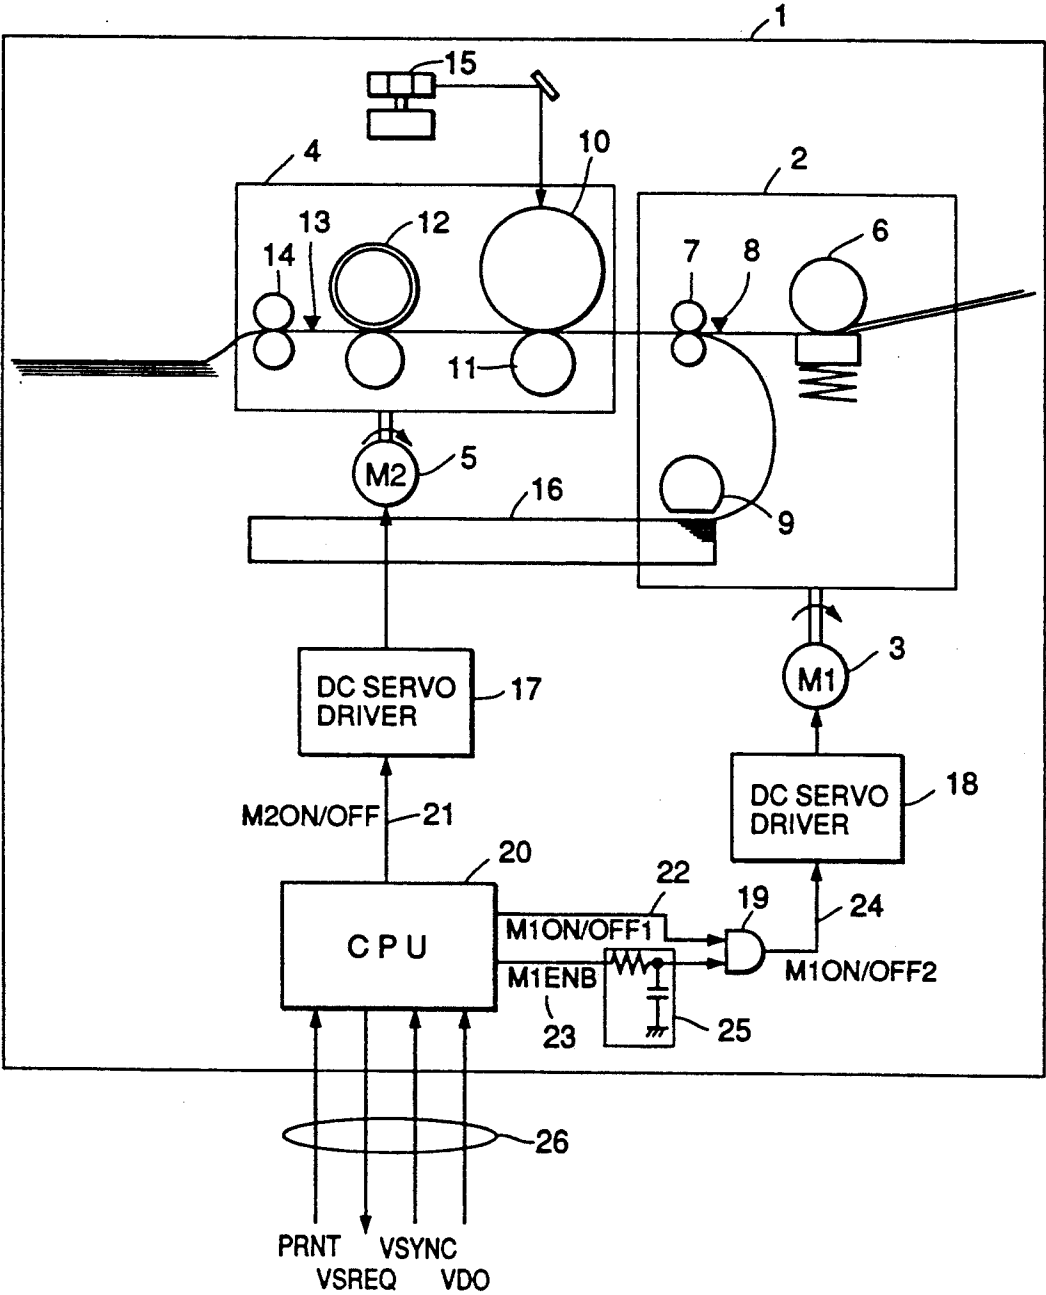 1
15
10
4
2
13
12
7
8
6
14
11
M2
5
16
9
3
M1
DC SERVO
DRIVER
17
DC SERVO
DRIVER
18
M2ON/OFF
21
20
22
19
24
CPU
M1ON/OFF1
M1ENB
M1ON/OFF2
23
25
26
PRNT
VSYNC
VSREQ
VDO